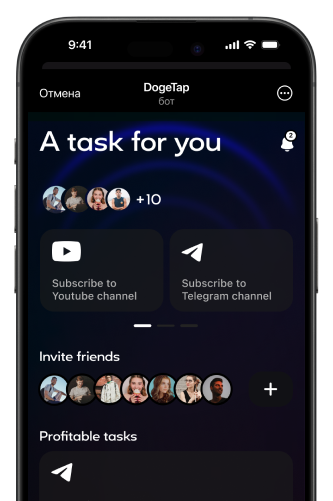 9:41
Отмена
DogeTap
бот
A task for you
2
+10
Subscribe to
Youtube channel
Subscribe to
Telegram channel
Invite friends
+
Profitable tasks